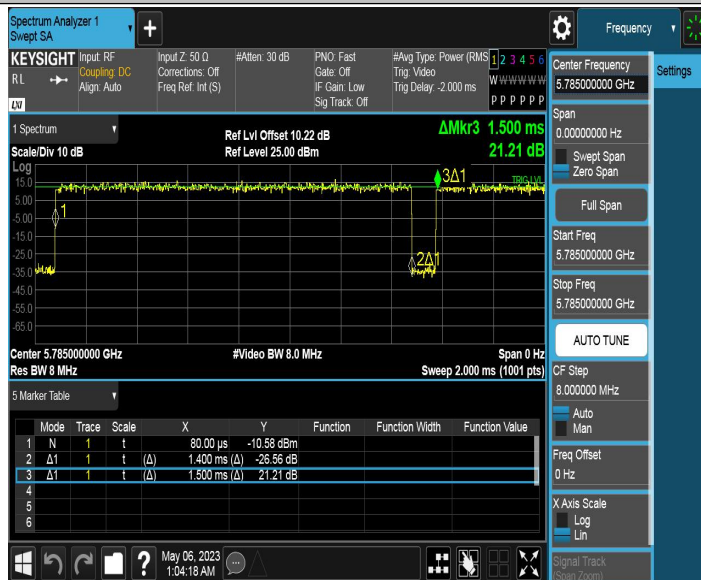 Spectrum Analyzer 1
Swept SA
+
Frequency
KEYSIGHT Input: RF Input Z: 50 Ω #Atten: 30 dB PNO: Fast #Avg Type: Power (RMS 1 2 3 4 5 6
RL Coupling: DC Corrections: Off Gate: Off Trig: Video W W W W W W
Align: Auto Freq Ref: Int (S) IF Gain: Low Trig Delay: -2.000 ms
LXI Sig Track: Off P P P P P P
Center Frequency
5.785000000 GHz
Settings
1 Spectrum
Ref Lvl Offset 10.22 dB ΔMkr3 1.500 ms
Scale/Div 10 dB Ref Level 25.00 dBm 21.21 dB
Log
15.0
5.00
-5.00
-15.0
-25.0
-35.0
-45.0
-55.0
-65.0
1
2Δ1
3Δ1
TRIG LVL
Center 5.785000000 GHz #Video BW 8.0 MHz Span 0 Hz
Res BW 8 MHz Sweep 2.000 ms (1001 pts)
Span
0.00000000 Hz
Swept Span
Zero Span
Full Span
Start Freq
5.785000000 GHz
Stop Freq
5.785000000 GHz
AUTO TUNE
CF Step
8.000000 MHz
Auto
Man
Freq Offset
0 Hz
X Axis Scale
Log
Lin
Signal Track
(Span Zoom)
5 Marker Table
Mode Trace Scale X Y Function Function Width Function Value
1 N 1 t 80.00 µs -10.58 dBm
2 Δ1 1 t (Δ) 1.400 ms (Δ) -26.56 dB
3 Δ1 1 t (Δ) 1.500 ms (Δ) 21.21 dB
4
5
6
?
May 06, 2023
1:04:18 AM